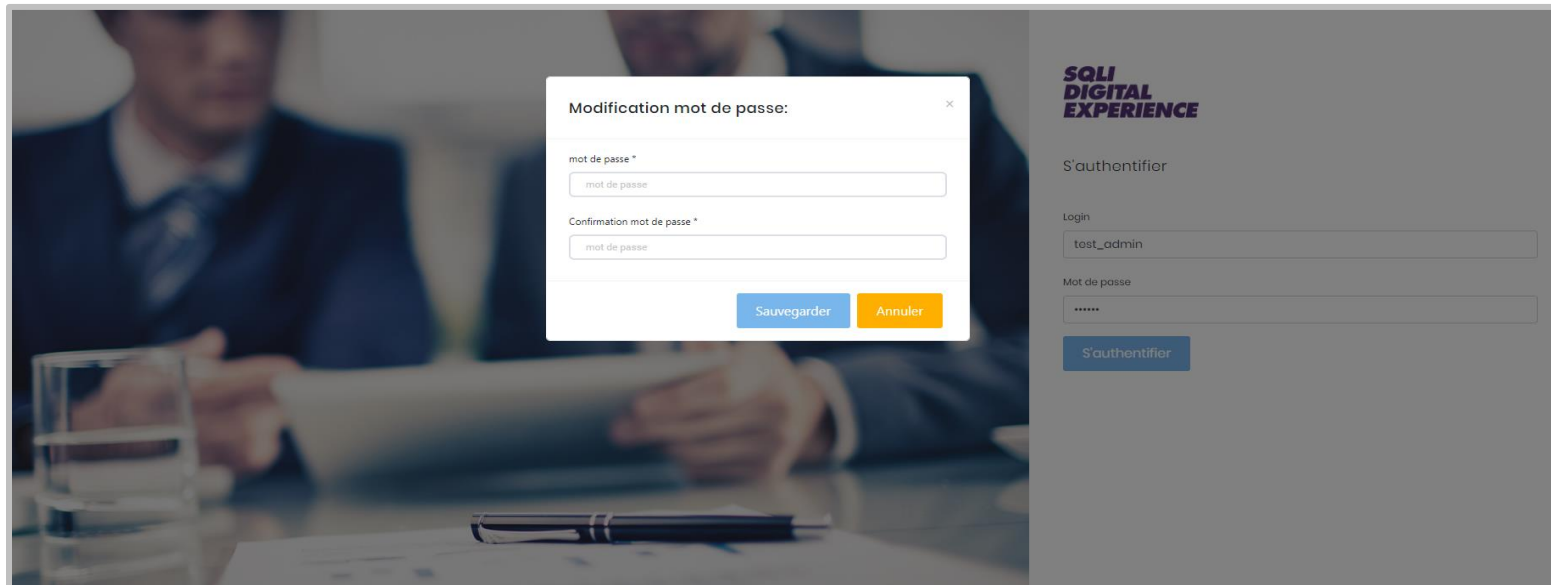 Modification mot de passe:
×
mot de passe *
mot de passe
Confirmation mot de passe *
mot de passe
Sauvegarder
Annuler
SQLI
DIGITAL
EXPERIENCE
S'authentifier
Login
test_admin
Mot de passe
••••••
S'authentifier